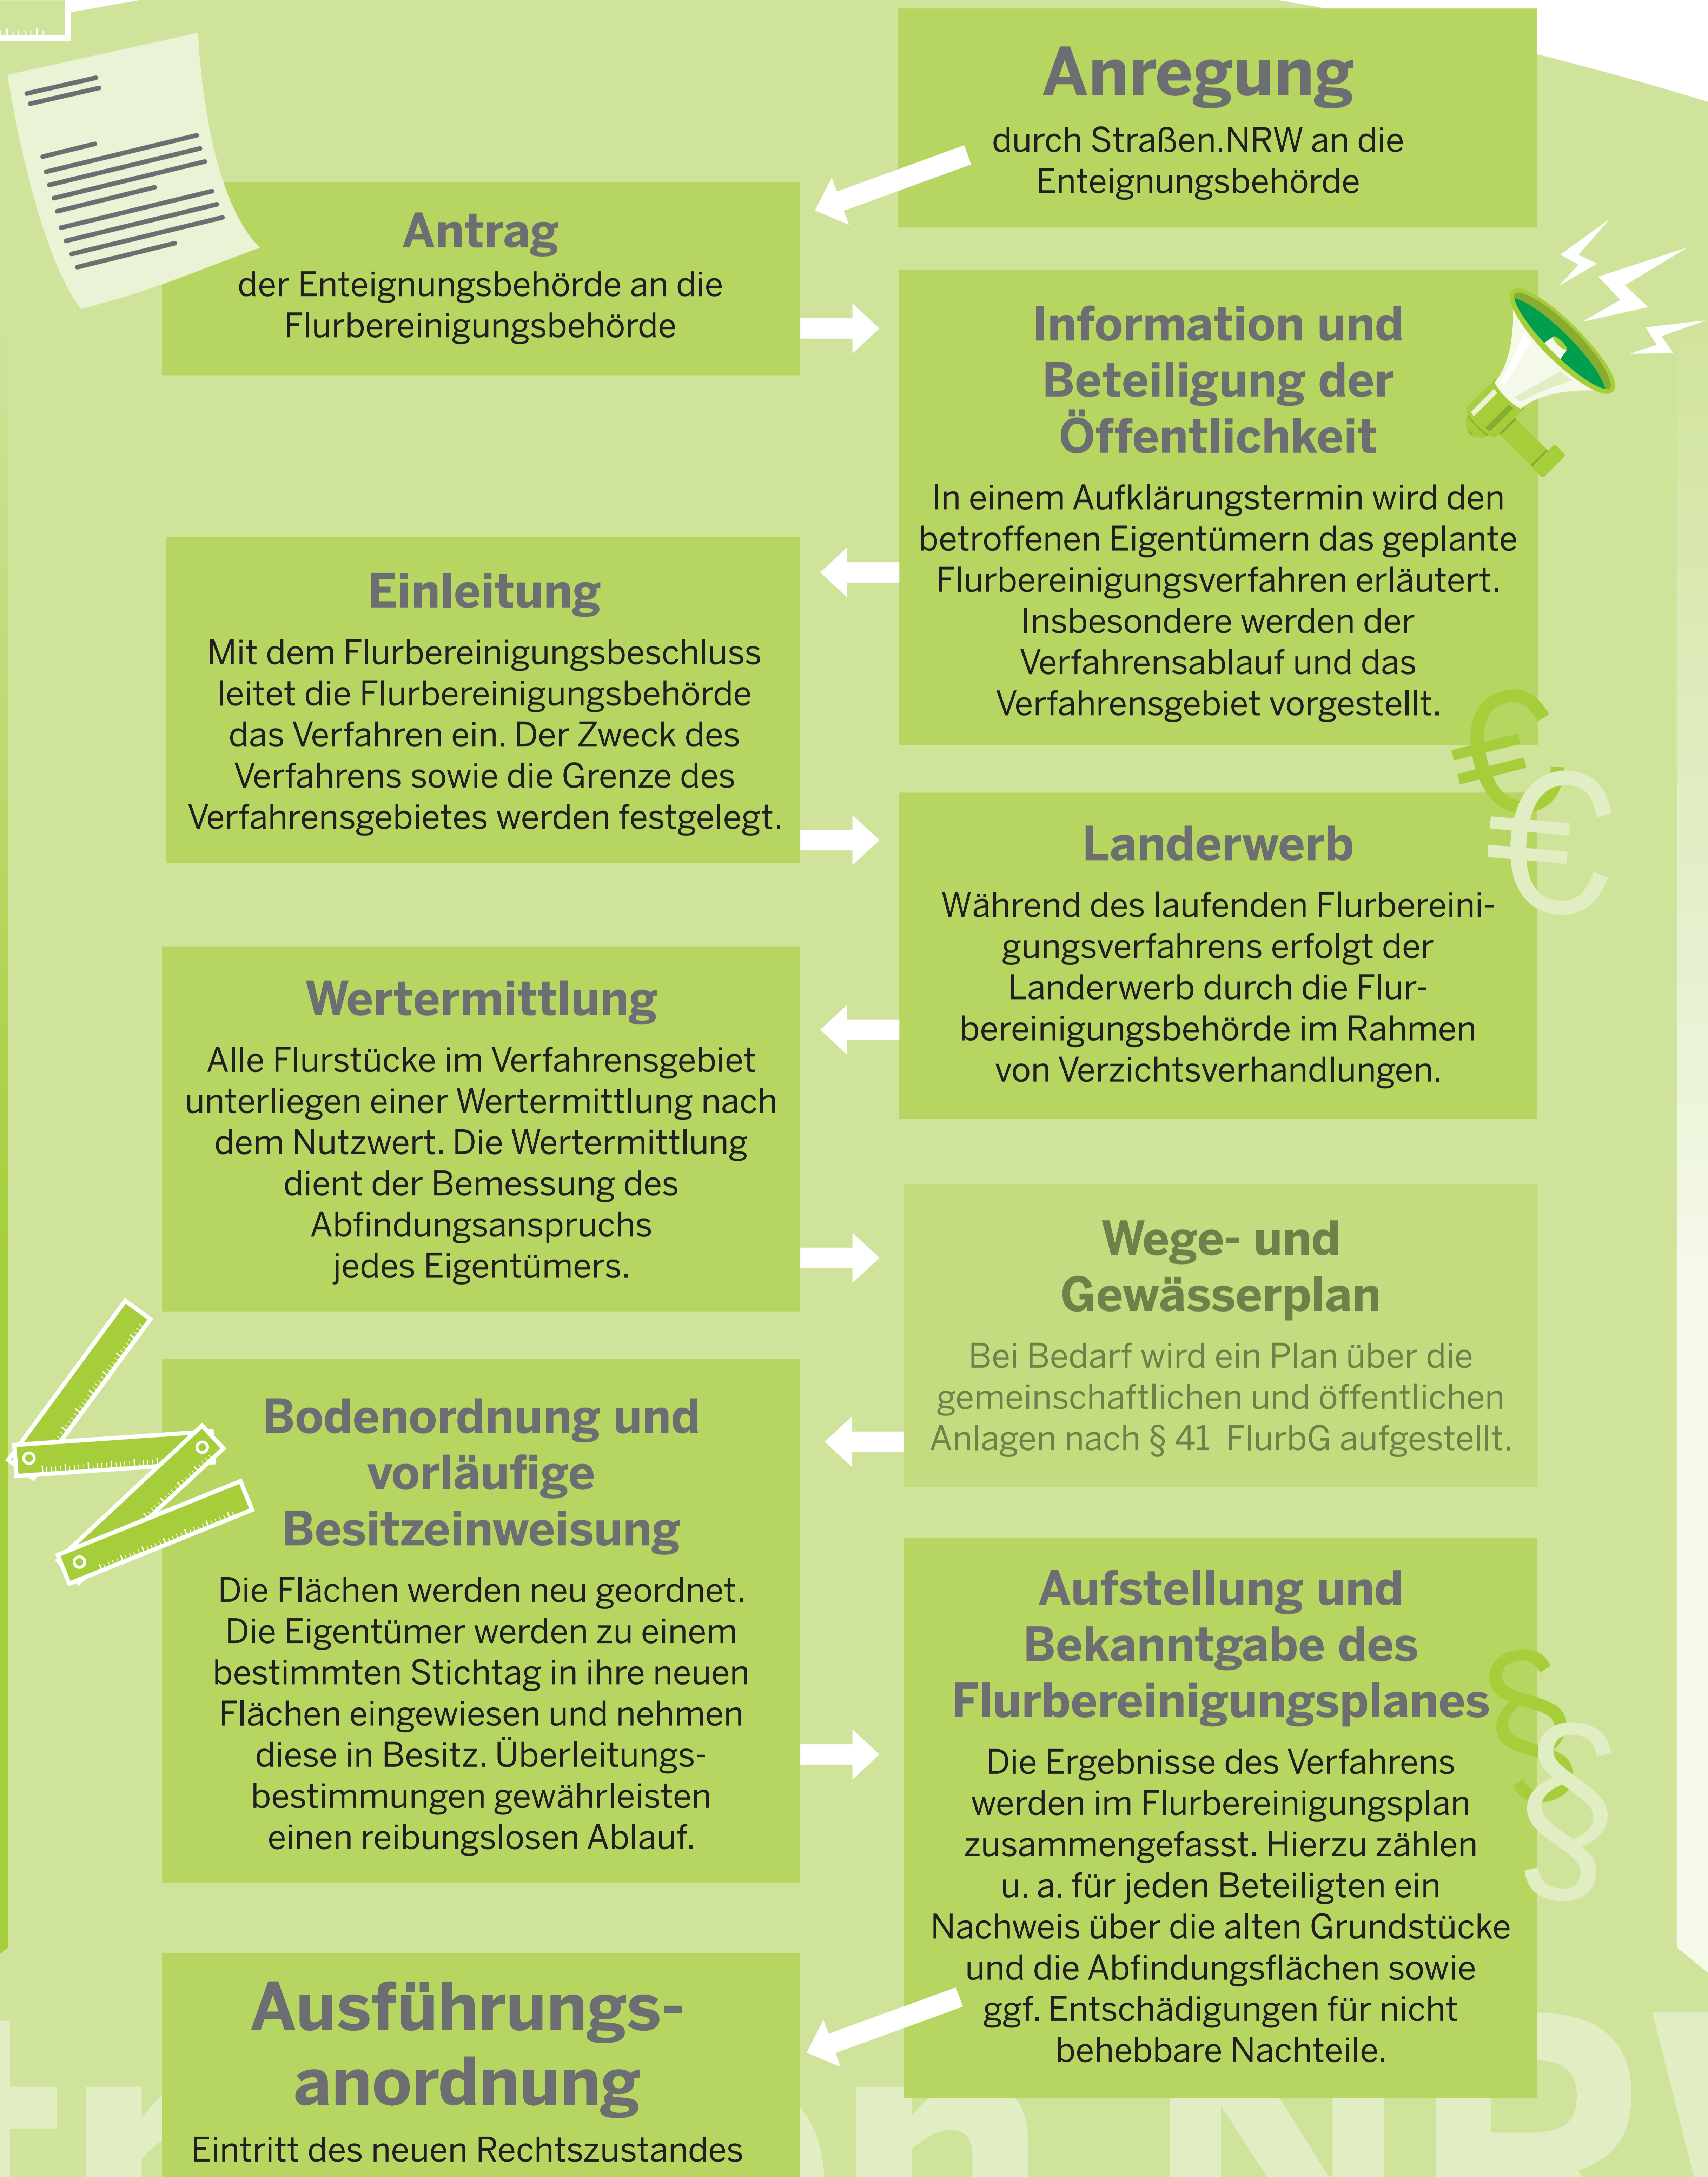 Anregung
durch Straßen.NRW an die
Enteignungsbehörde
Antrag
der Enteignungsbehörde an die
Flurbereinigungsbehörde
Information und
Beteiligung der
Öffentlichkeit
In einem Aufklärungstermin wird den
betroffenen Eigentümern das geplante
Flurbereinigungsverfahren erläutert.
Insbesondere werden der
Verfahrensablauf und das
Verfahrensgebiet vorgestellt.
Einleitung
Mit dem Flurbereinigungsbeschluss
leitet die Flurbereinigungsbehörde
das Verfahren ein. Der Zweck des
Verfahrens sowie die Grenze des
Verfahrensgebietes werden festgelegt.
€
€
Landerwerb
Während des laufenden Flurbereini-
gungsverfahrens erfolgt der
Landerwerb durch die Flur-
bereinigungsbehörde im Rahmen
von Verzichtsverhandlungen.
Wertermittlung
Alle Flurstücke im Verfahrensgebiet
unterliegen einer Wertermittlung nach
dem Nutzwert. Die Wertermittlung
dient der Bemessung des
Abfindungsanspruchs
jedes Eigentümers.
Wege- und
Gewässerplan
Bei Bedarf wird ein Plan über die
gemeinschaftlichen und öffentlichen
Anlagen nach § 41 FlurbG aufgestellt.
Bodenordnung und
vorläufige
Besitzeinweisung
Die Flächen werden neu geordnet.
Die Eigentümer werden zu einem
bestimmten Stichtag in ihre neuen
Flächen eingewiesen und nehmen
diese in Besitz. Überleitungs-
bestimmungen gewährleisten
einen reibungslosen Ablauf.
Aufstellung und
Bekanntgabe des
Flurbereinigungsplanes
§
§
Die Ergebnisse des Verfahrens
werden im Flurbereinigungsplan
zusammengefasst. Hierzu zählen
u. a. für jeden Beteiligten ein
Nachweis über die alten Grundstücke
und die Abfindungsflächen sowie
ggf. Entschädigungen für nicht
behebbare Nachteile.
Ausführungs-
anordnung
Eintritt des neuen Rechtszustandes